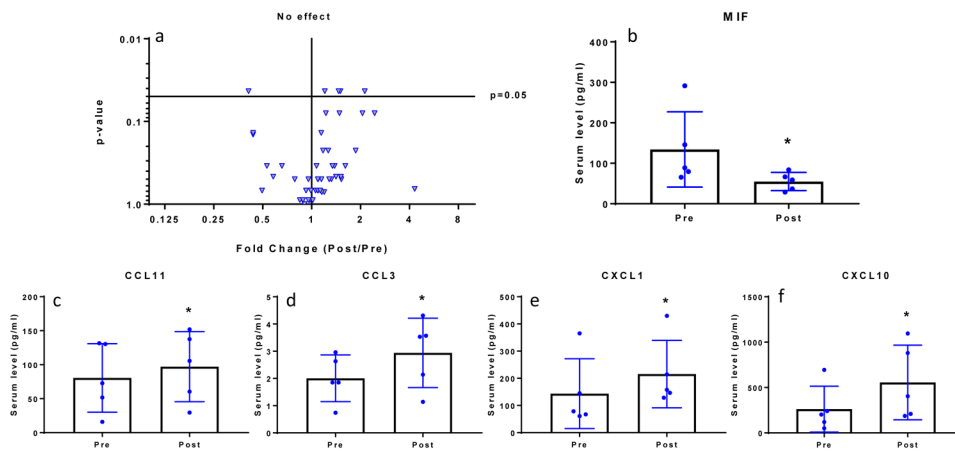 No effect
a
0.01
0.1
1.0
p-value
p=0.05
0.125 0.25 0.5 1 2 4 8
Fold Change (Post/Pre)
MIF
b
400
300
200
100
0
Serum level (pg/ml)
*
Pre Post
CCL11
c
200
150
100
50
0
Serum level (pg/ml)
*
Pre Post
CCL3
d
5
4
3
2
1
0
Serum level (pg/ml)
*
Pre Post
CXCL1
e
500
400
300
200
100
0
Serum level (pg/ml)
*
Pre Post
CXCL10
f
1500
1000
500
0
Serum level (pg/ml)
*
Pre Post